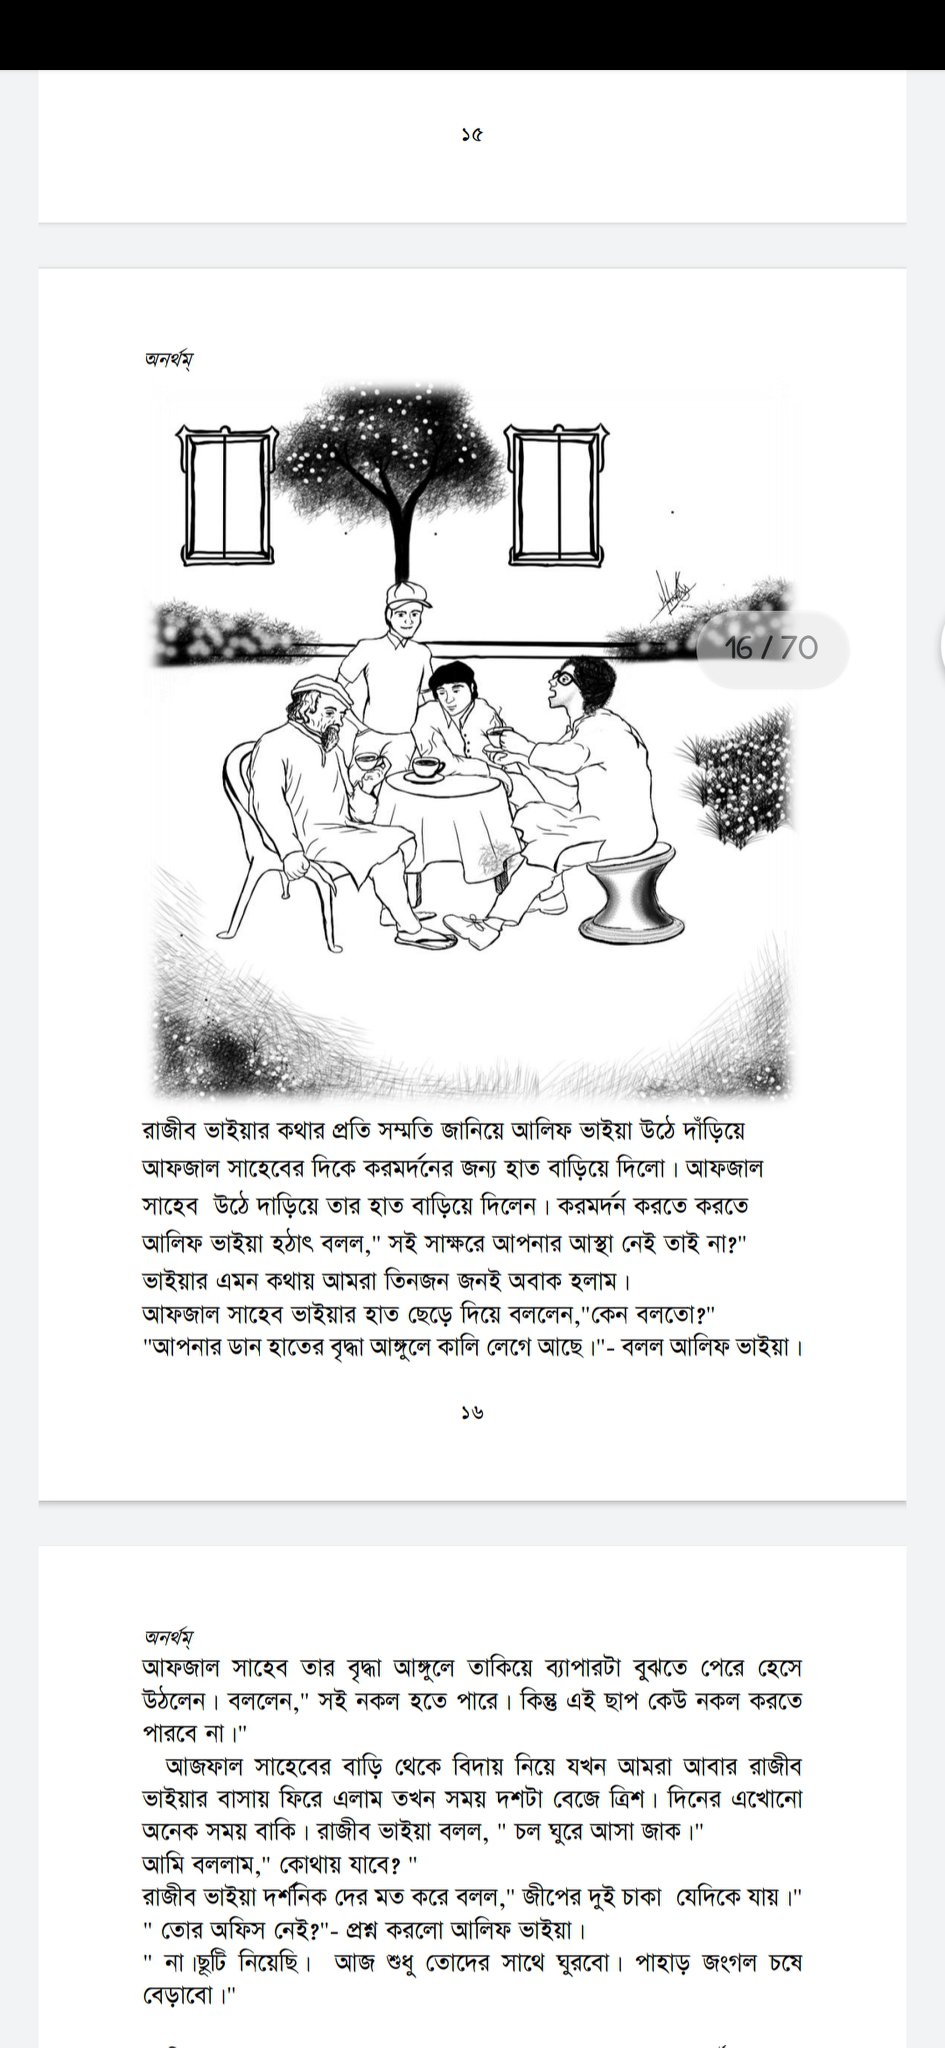 ১৫
অনর্থম্
16 / 70
রাজীব ভাইয়ার কথার প্রতি সম্মতি জানিয়ে আলিফ ভাইয়া উঠে দাঁড়িয়ে
আফজাল সাহেবের দিকে করমর্দনের জন্য হাত বাড়িয়ে দিলো। আফজাল
সাহেব উঠে দাড়িয়ে তার হাত বাড়িয়ে দিলেন। করমর্দন করতে করতে
আলিফ ভাইয়া হঠাৎ বলল," সই সাক্ষরে আপনার আস্থা নেই তাই না?"
ভাইয়ার এমন কথায় আমরা তিনজন জনই অবাক হলাম।
আফজাল সাহেব ভাইয়ার হাত ছেড়ে দিয়ে বললেন,"কেন বলতো?"
"আপনার ডান হাতের বৃদ্ধা আঙ্গুলে কালি লেগে আছে।"- বলল আলিফ ভাইয়া।
১৬
অনর্থম্
আফজাল সাহেব তার বৃদ্ধা আঙ্গুলে তাকিয়ে ব্যাপারটা বুঝতে পেরে হেসে
উঠলেন। বললেন," সই নকল হতে পারে। কিন্তু এই ছাপ কেউ নকল করতে
পারবে না।"
আজফাল সাহেবের বাড়ি থেকে বিদায় নিয়ে যখন আমরা আবার রাজীব
ভাইয়ার বাসায় ফিরে এলাম তখন সময় দশটা বেজে ত্রিশ। দিনের এখোনো
অনেক সময় বাকি। রাজীব ভাইয়া বলল, " চল ঘুরে আসা জাক।"
আমি বললাম," কোথায় যাবে? "
রাজীব ভাইয়া দর্শনিক দের মত করে বলল," জীপের দুই চাকা যেদিকে যায়।"
" তোর অফিস নেই?"- প্রশ্ন করলো আলিফ ভাইয়া।
" না।ছুটি নিয়েছি। আজ শুধু তোদের সাথে ঘুরবো। পাহাড় জংগল চষে
বেড়াবো।"